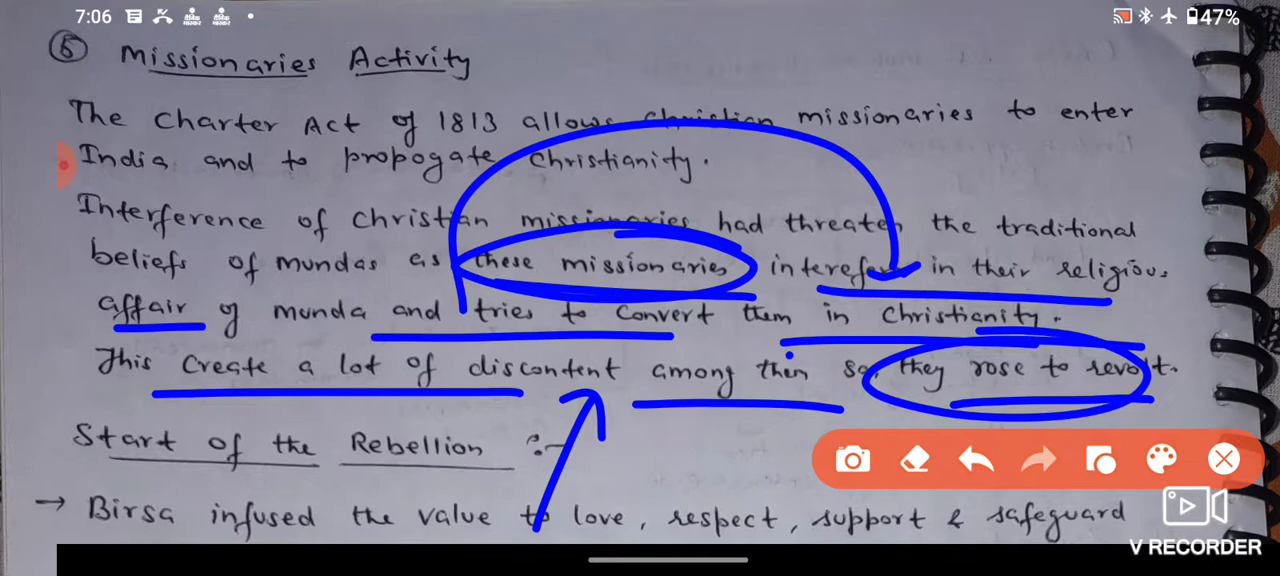 7:06
47%
5 Missionaries Activity
The Charter Act of 1813 allows Christian missionaries to enter
India and to propogate Christianity.
Interference of Christian missionaries had threaten the traditional
beliefs of mundas as these missionaries interefere in their religious
affair of munda and tries to convert them in Christianity.
This create a lot of discontent among them so, they rose to revolt.
Start of the Rebellion :-
→ Birsa infused the value to love, respect, support & safeguard
V RECORDER